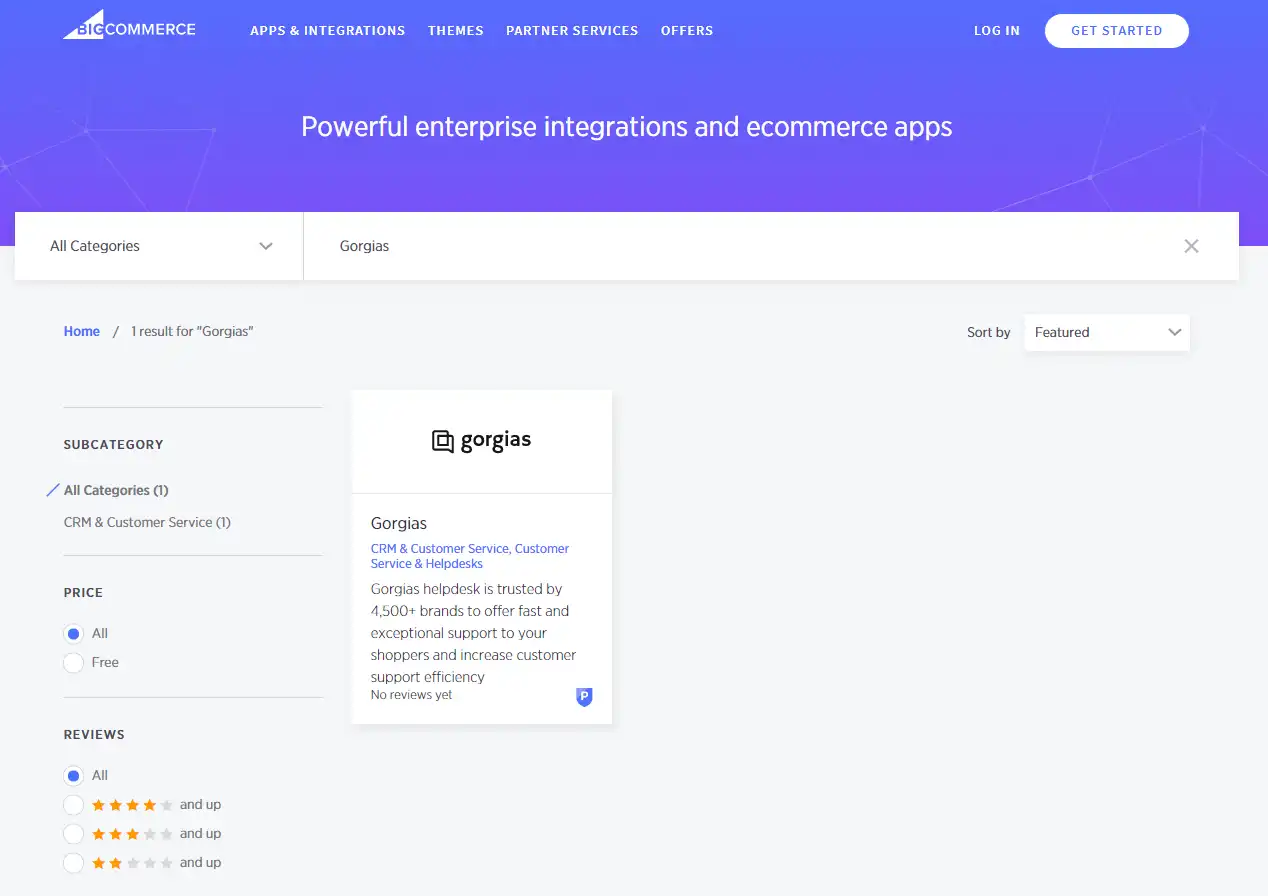 BIGCOMMERCE APPS & INTEGRATIONS THEMES PARTNER SERVICES OFFERS LOG IN GET STARTED
Powerful enterprise integrations and ecommerce apps
All Categories Gorgias
Home / 1 result for "Gorgias" Sort by Featured
SUBCATEGORY
All Categories (1)
CRM & Customer Service (1)
PRICE
All
Free
REVIEWS
All
and up
and up
and up
gorgias
Gorgias
CRM & Customer Service, Customer
Service & Helpdesks
Gorgias helpdesk is trusted by
4,500+ brands to offer fast and
exceptional support to your
shoppers and increase customer
support efficiency
No reviews yet
P